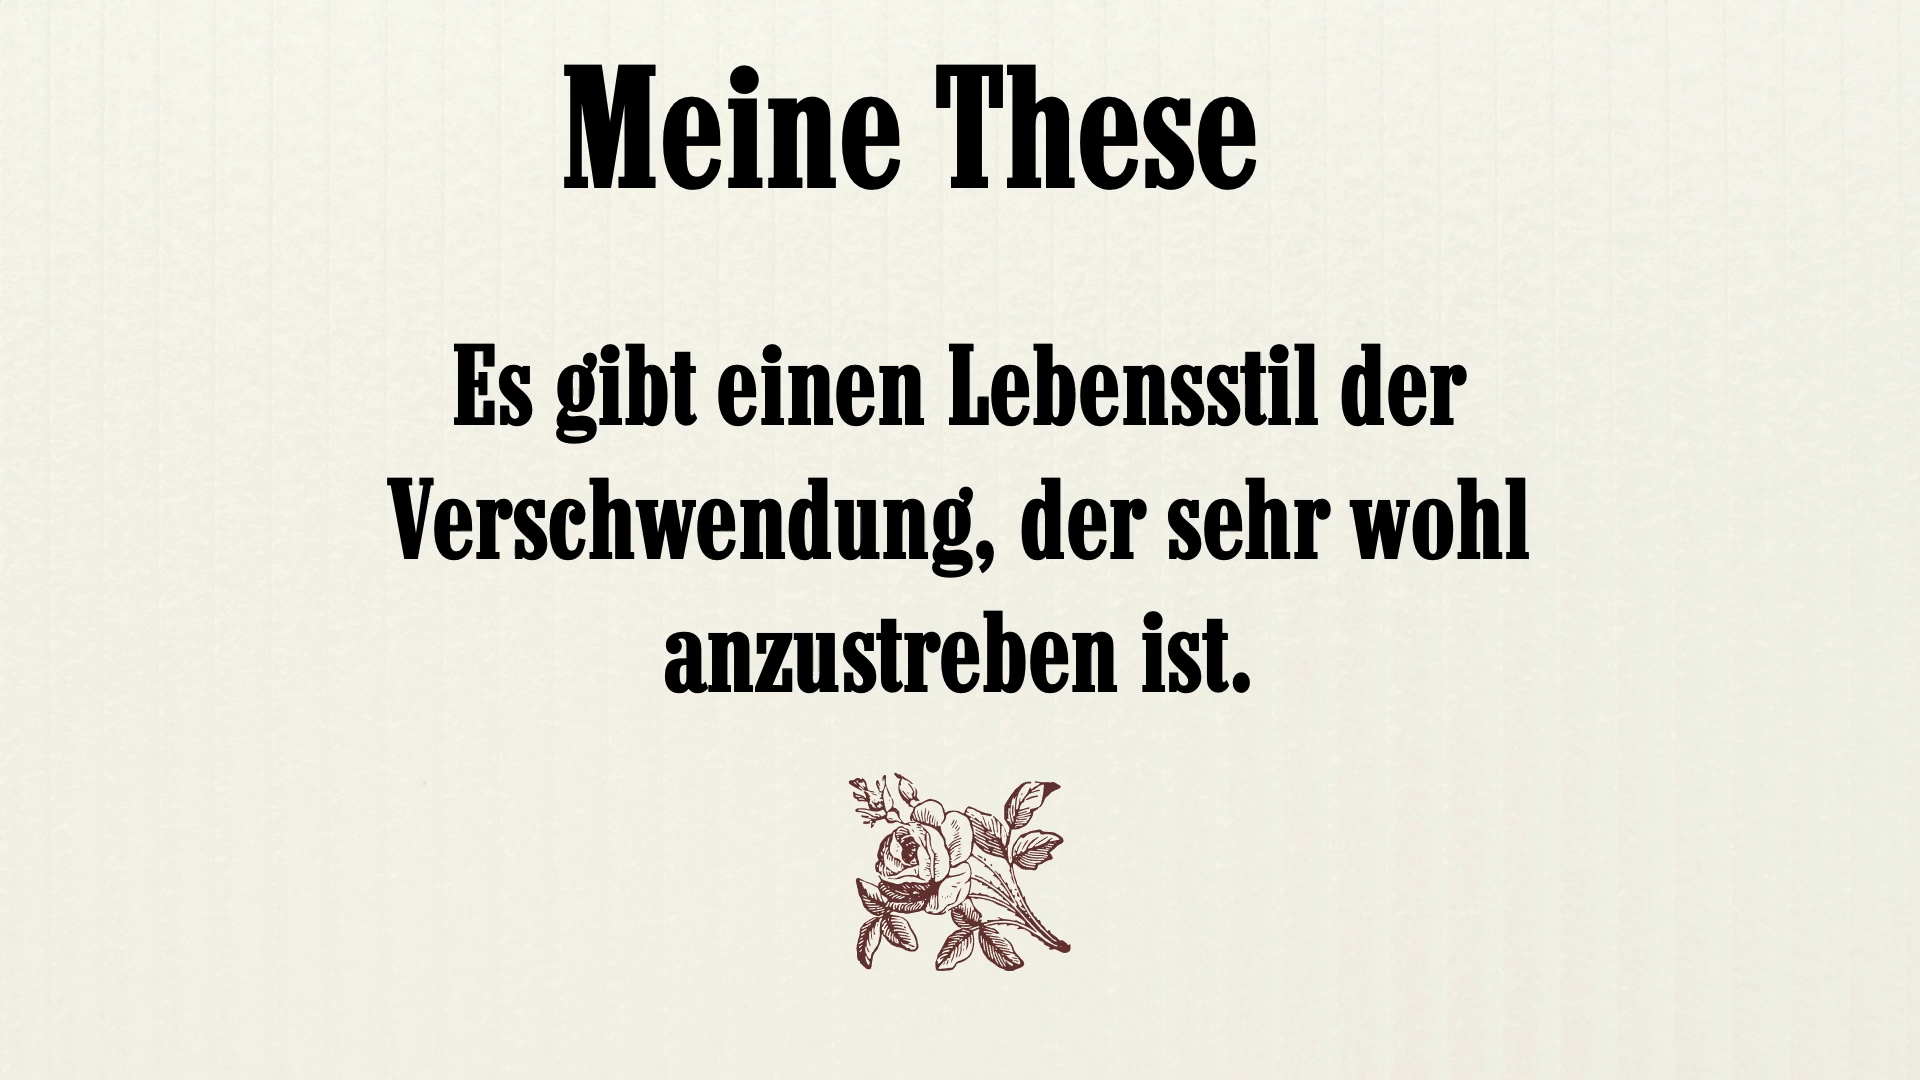 Meine These
Es gibt einen Lebensstil der
Verschwendung, der sehr wohl
anzustreben ist.